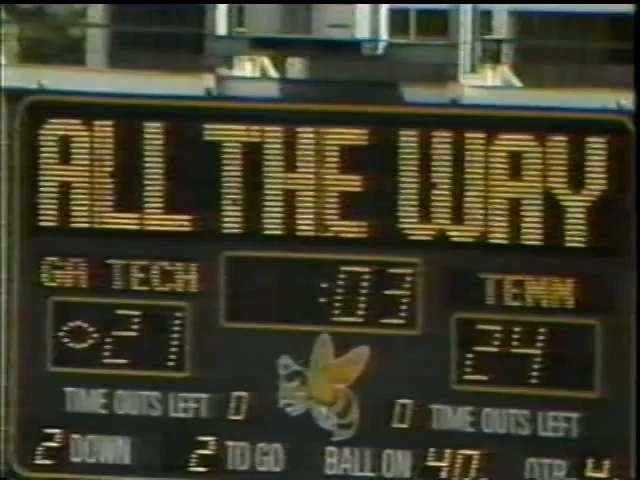 ALL THE WAY
GA TECH :03 TENN
21 24
TIME OUTS LEFT 0 0 TIME OUTS LEFT
2 DOWN 2 TO GO BALL ON 40 QTR 4